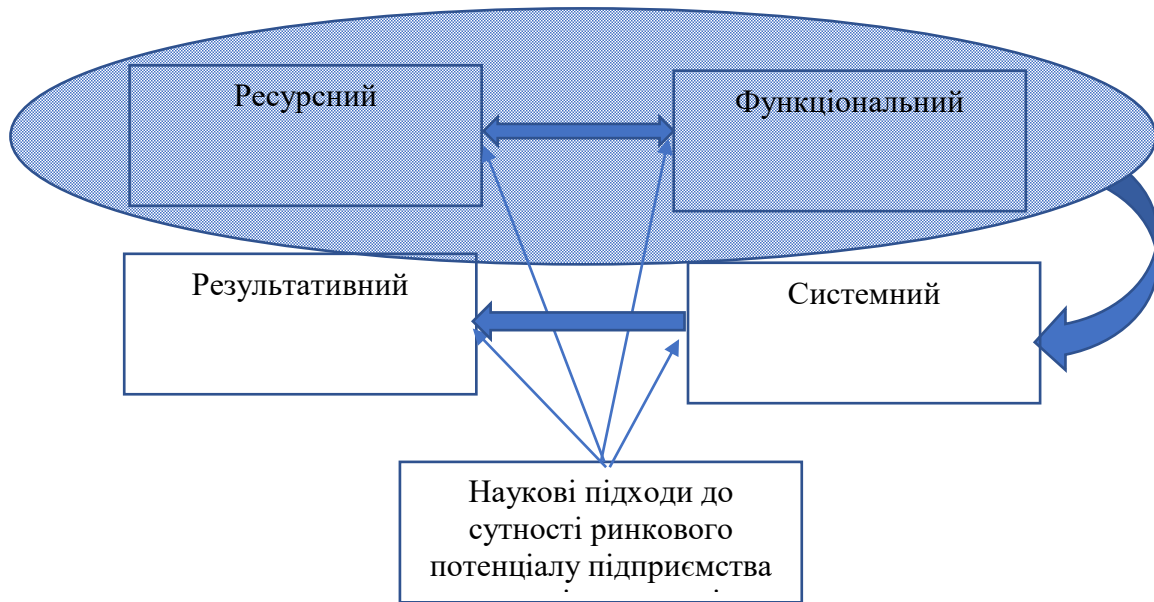 Ресурсний
Функціональний
Результативний
Системний
Наукові підходи до
сутності ринкового
потенціалу підприємства